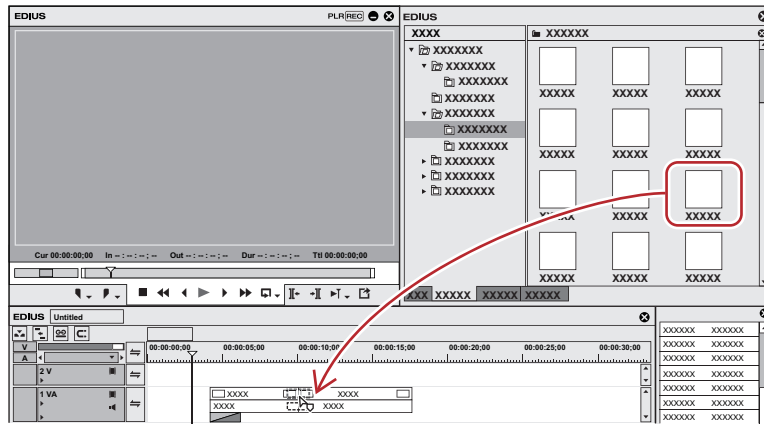 EDIUS
PLR REC
Cur 00:00:00;00 In -- : -- : -- ; -- Out -- : -- : -- ; -- Dur -- : -- : -- ; -- Ttl 00:00:00;00
EDIUS
XXXX
XXXXXXX
XXXXXXX
XXXXXXX
XXXXXXX
XXXXXXX
XXXXXXX
XXXXXXX
XXXXXXX
XXXXXXX
XXXXXXX
XXXXXX
XXXXX XXXXX XXXXX
XXXXX XXXXX XXXXX
XXXXX XXXXX XXXXX
XXXXX XXXXX XXXXX
XXX XXXXX XXXXX XXXXX
EDIUS Untitled
V
A
00:00:00;00 00:00:05;00 00:00:10;00 00:00:15;00 00:00:20;00 00:00:25;00 00:00:30;00
2 V
1 VA
XXXX XXXX
XXXX XXXX
XXXXXX XXXXXX
XXXXXX XXXXXX
XXXXXX XXXXXX
XXXXXX XXXXXX
XXXXXX XXXXXX
XXXXXX XXXXXX
XXXXXX XXXXXX